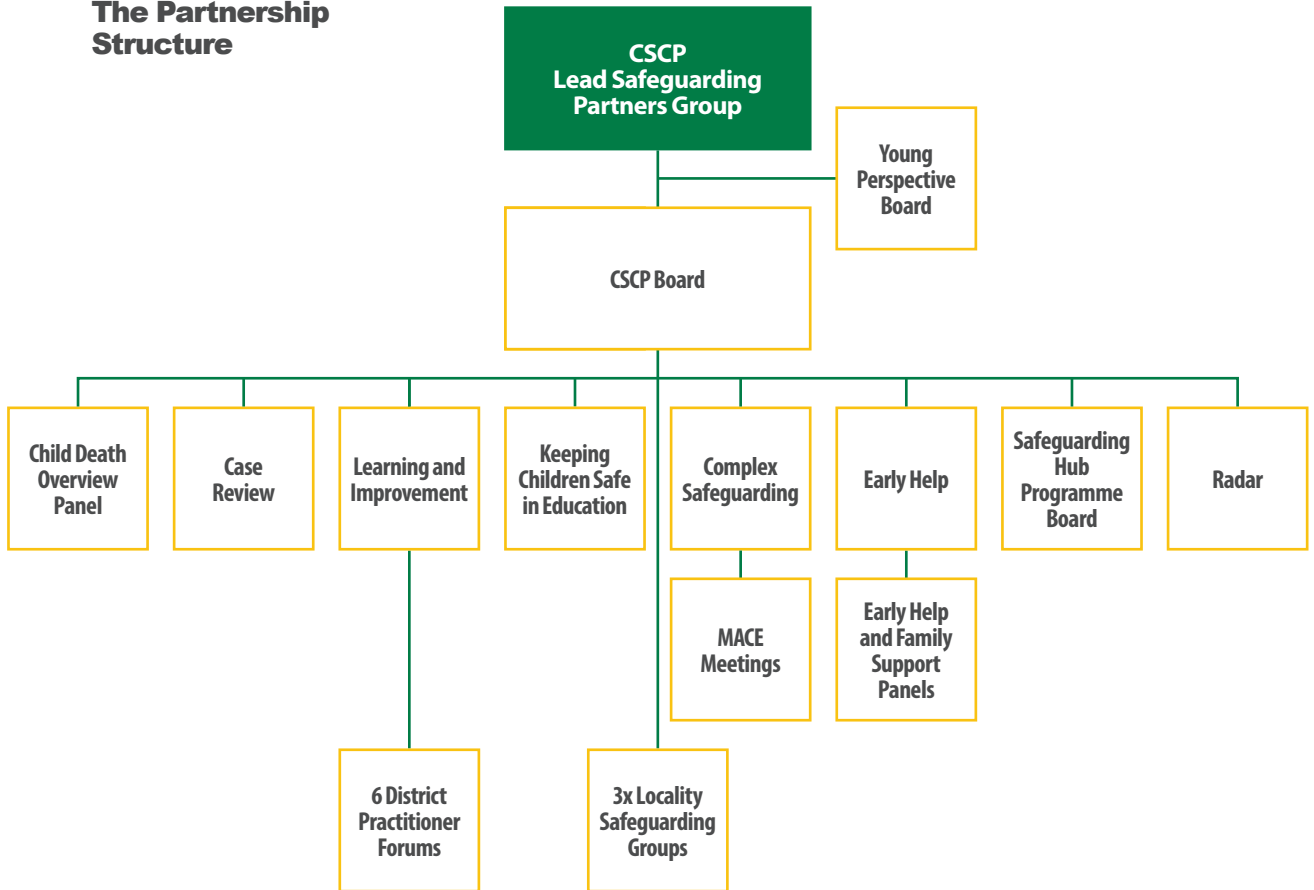 The Partnership
Structure
CSCP
Lead Safeguarding
Partners Group
Young
Perspective
Board
CSCP Board
Child Death
Overview
Panel
Case
Review
Learning and
Improvement
Keeping
Children Safe
in Education
Complex
Safeguarding
Early Help
Safeguarding
Hub
Programme
Board
Radar
MACE
Meetings
Early Help
and Family
Support
Panels
6 District
Practitioner
Forums
3x Locality
Safeguarding
Groups